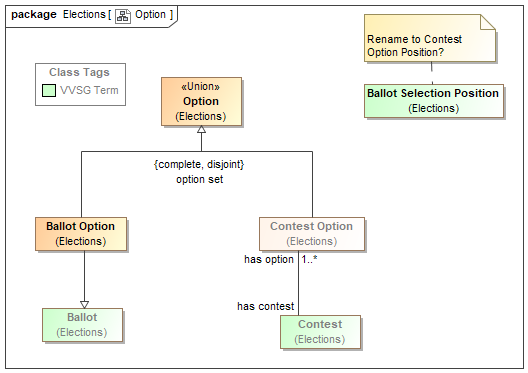 package Elections [ Option ]
Rename to Contest
Option Position?
Class Tags
VVSG Term
«Union»
Option
(Elections)
Ballot Selection Position
(Elections)
{complete, disjoint}
option set
Ballot Option
(Elections)
Contest Option
(Elections)
has option 1..*
has contest
Ballot
(Elections)
Contest
(Elections)